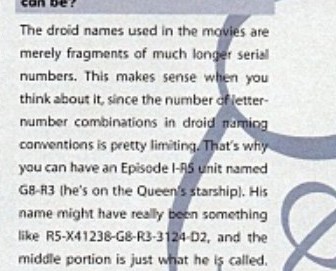 can be?
The droid names used in the movies are
merely fragments of much longer serial
numbers. This makes sense when you
think about it, since the number of letter-
number combinations in droid naming
conventions is pretty limiting. That's why
you can have an Episode I-R5 unit named
G8-R3 (he's on the Queen's starship). His
name might have really been something
like R5-X41238-G8-R3-3124-D2, and the
middle portion is just what he is called.